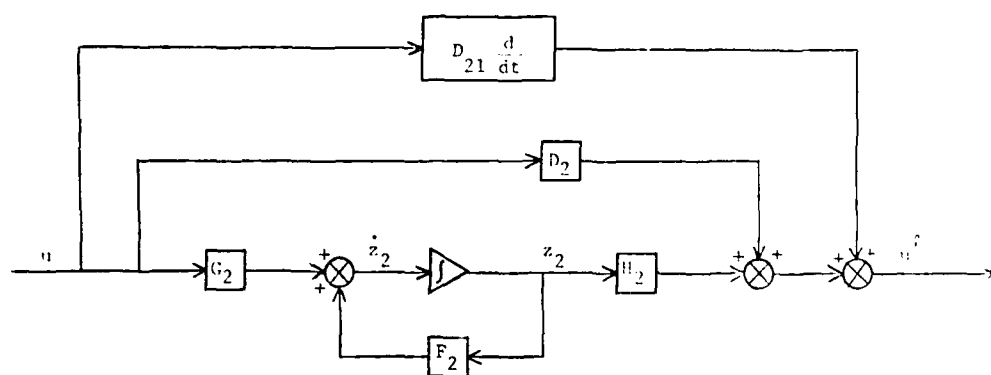 D₂₁ d/dt
D₂
u
G₂
+
+
ż₂
∫
z₂
H₂
+
+
+
+
F₂